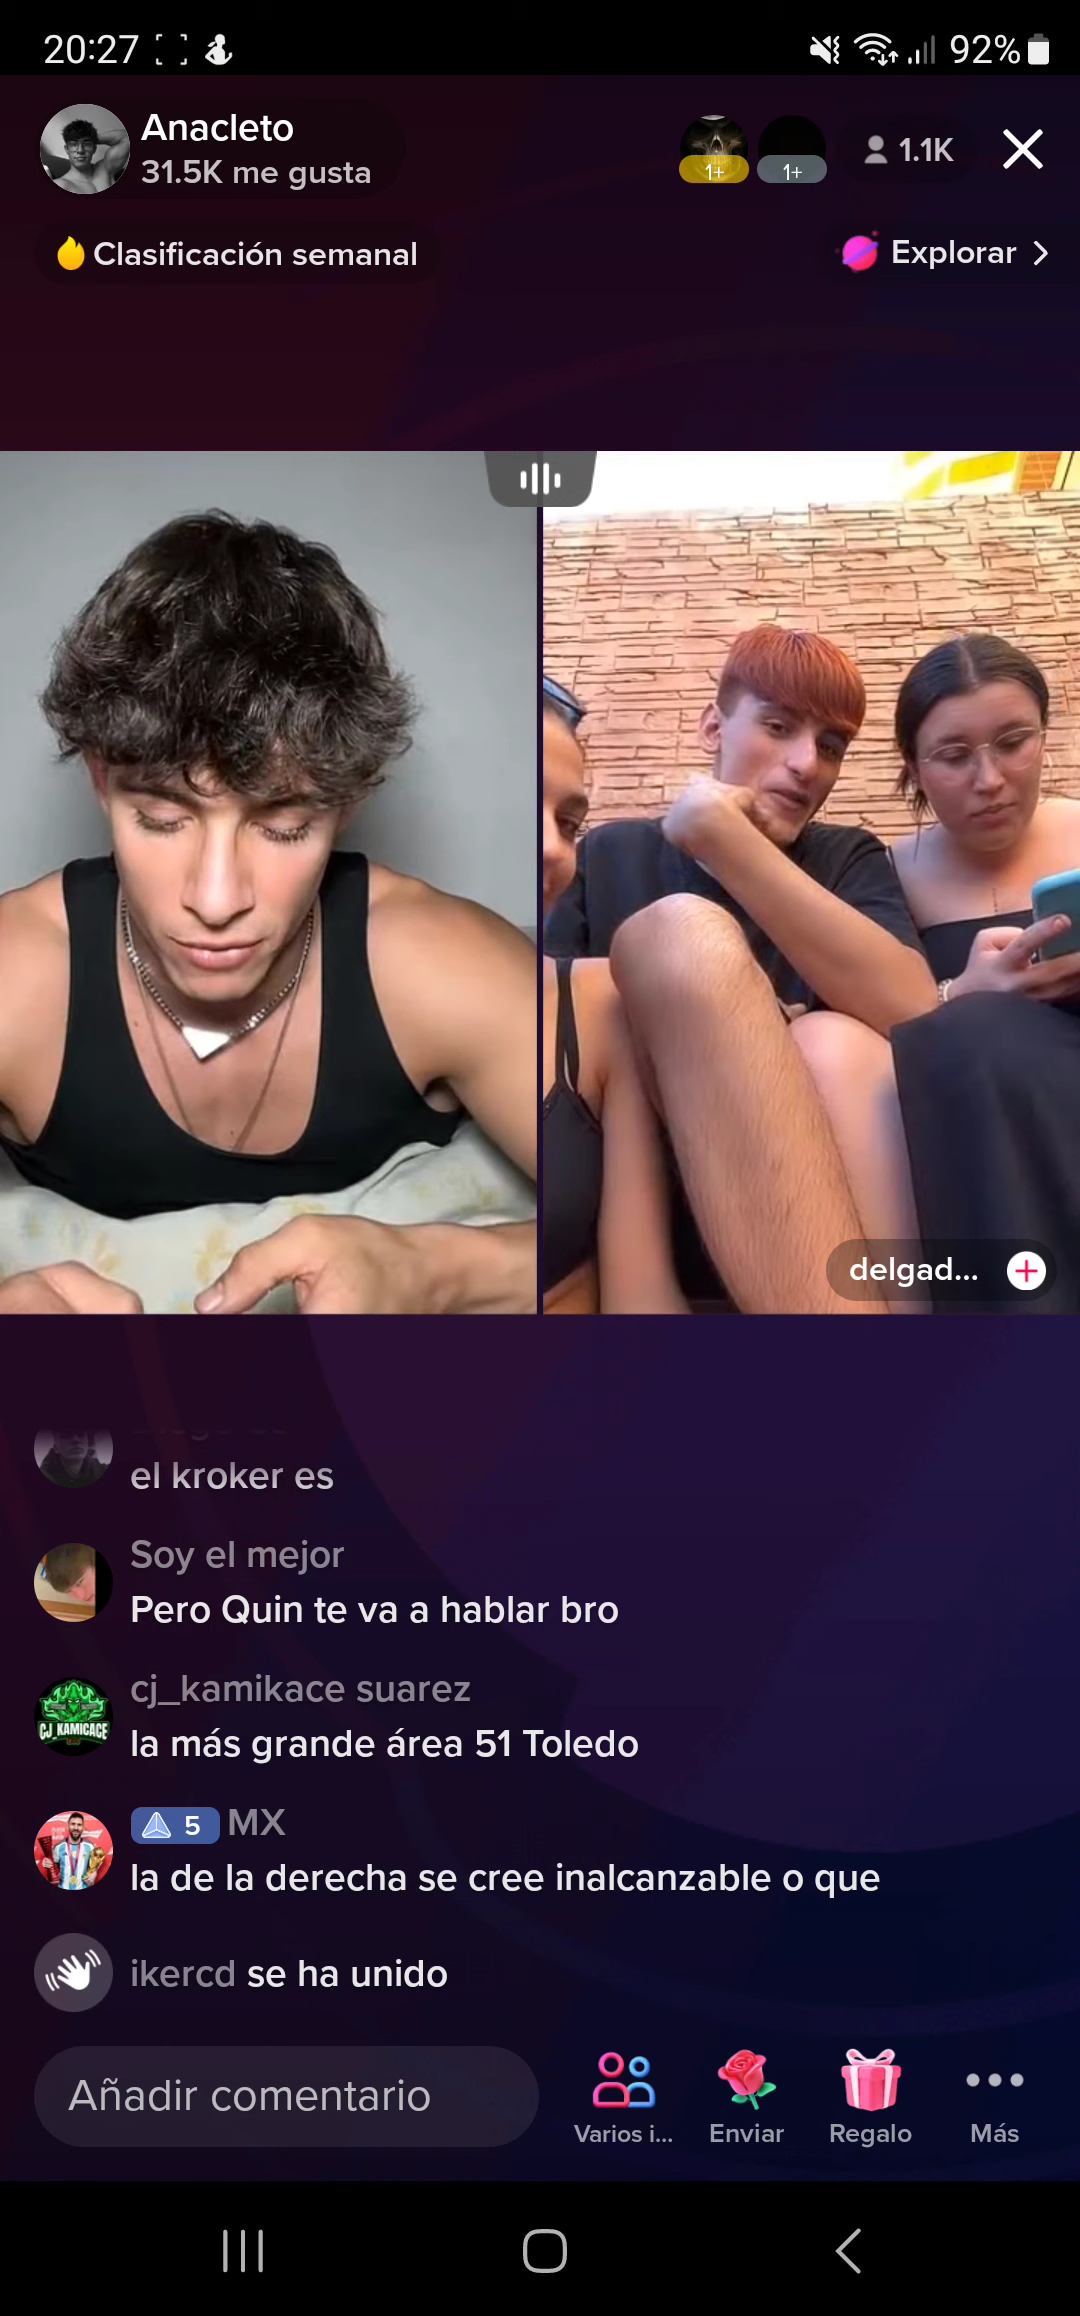 20:27
92%
Anacleto
31.5K me gusta
1+
1+
1.1K
Clasificación semanal
Explorar
delgad...
el kroker es
Soy el mejor
Pero Quin te va a hablar bro
CJ_KAMICACE
cj_kamikace suarez
la más grande área 51 Toledo
5 MX
la de la derecha se cree inalcanzable o que
ikercd se ha unido
Añadir comentario
Varios i...
Enviar
Regalo
Más